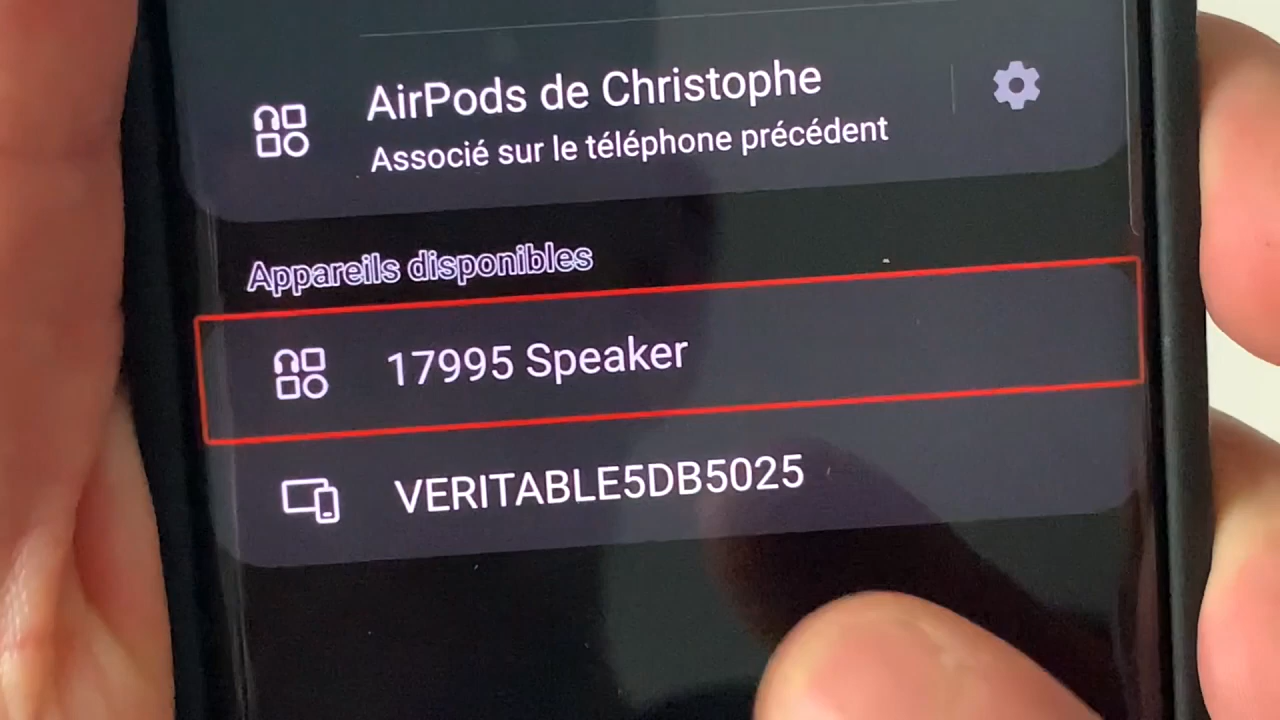 AirPods de Christophe
Associé sur le téléphone précédent
Appareils disponibles
17995 Speaker
VERITABLE5DB5025